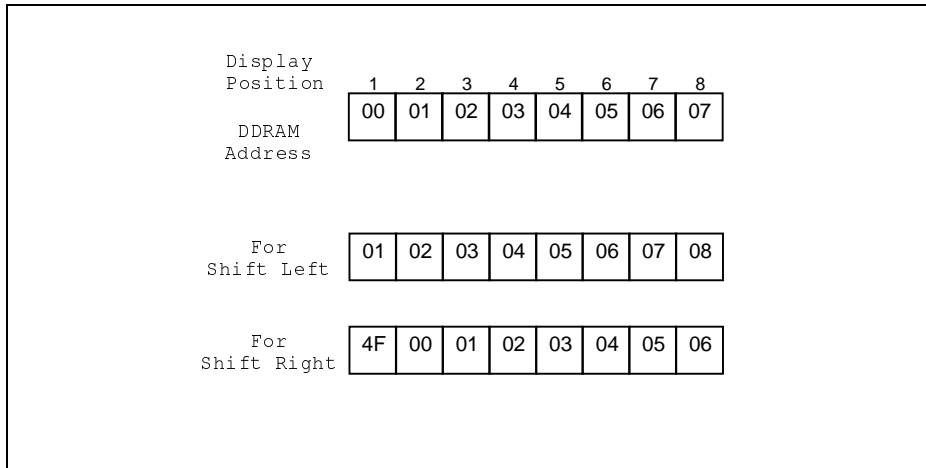 Display
Position
1 2 3 4 5 6 7 8
00 01 02 03 04 05 06 07
DDRAM
Address
For
Shift Left
01 02 03 04 05 06 07 08
For
Shift Right
4F 00 01 02 03 04 05 06